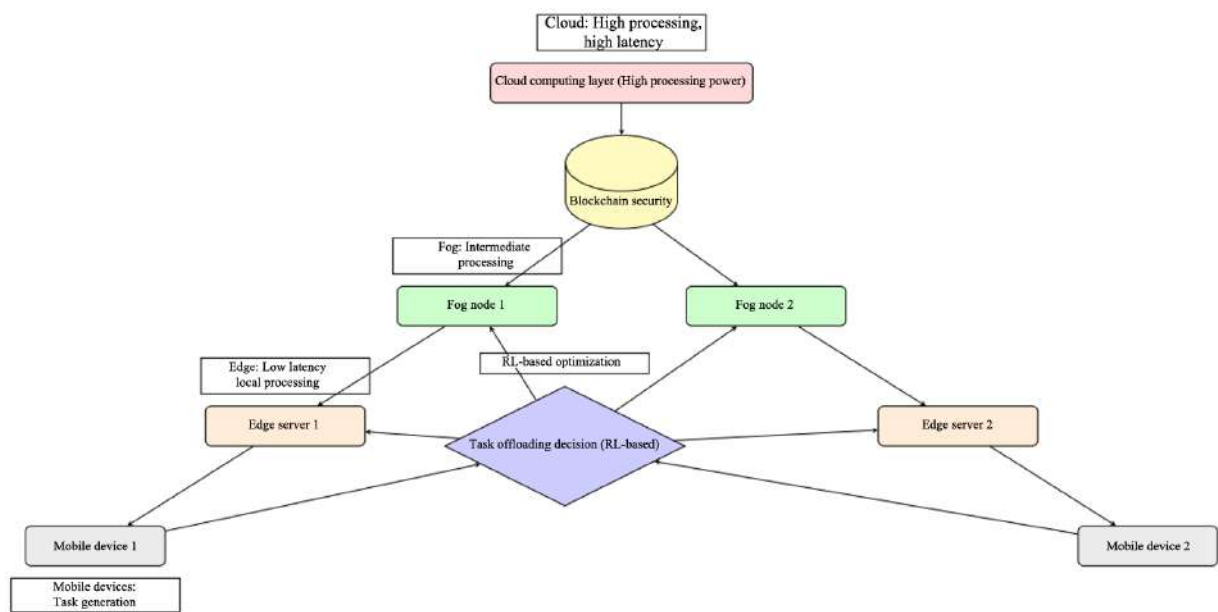 Cloud: High processing,
high latency
Cloud computing layer (High processing power)
Blockchain security
Fog: Intermediate
processing
Fog node 1
Fog node 2
RL-based optimization
Edge: Low latency
local processing
Edge server 1
Task offloading decision (RL-based)
Edge server 2
Mobile device 1
Mobile device 2
Mobile devices:
Task generation